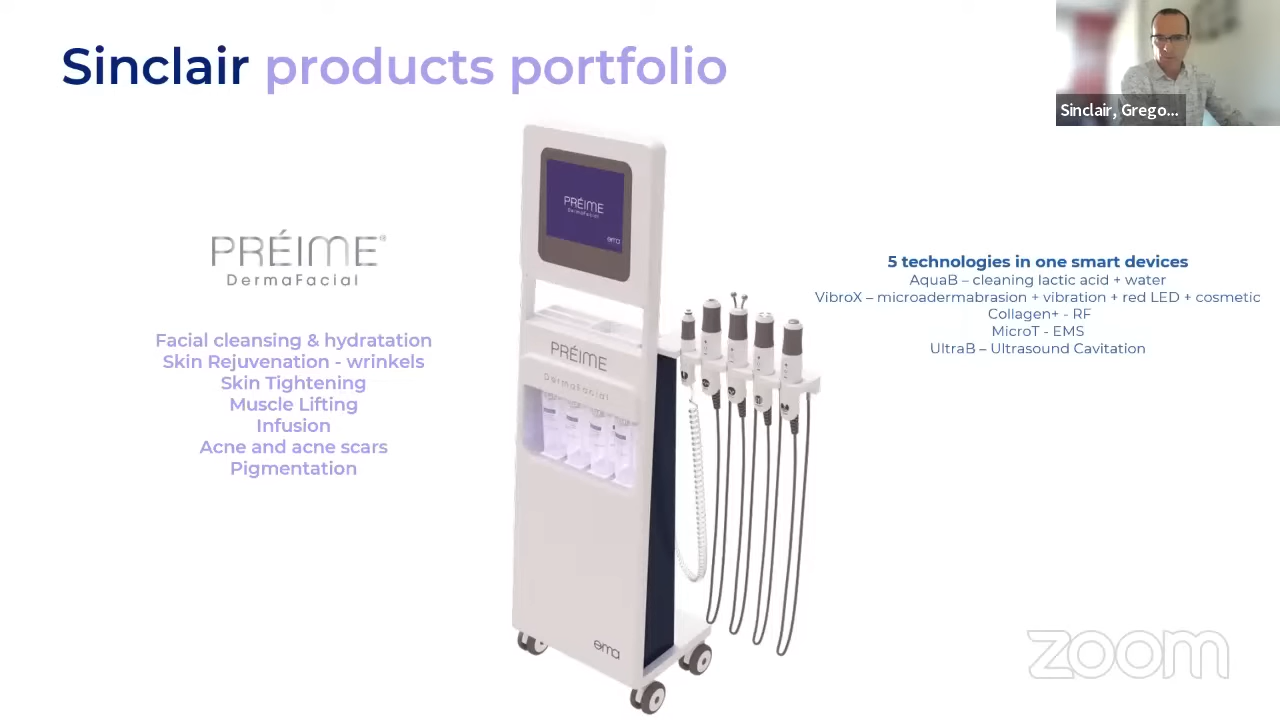 Sinclair products portfolio
Sinclair, Grego...
PRÉIME®
DermaFacial
Facial cleansing & hydratation
Skin Rejuvenation - wrinkels
Skin Tightening
Muscle Lifting
Infusion
Acne and acne scars
Pigmentation
PRÉIME
DermaFacial
ema
PRÉIME
DermaFacial
ema
5 technologies in one smart devices
AquaB – cleaning lactic acid + water
VibroX – microadermabrasion + vibration + red LED + cosmetic
Collagen+ - RF
MicroT - EMS
UltraB – Ultrasound Cavitation
zoom